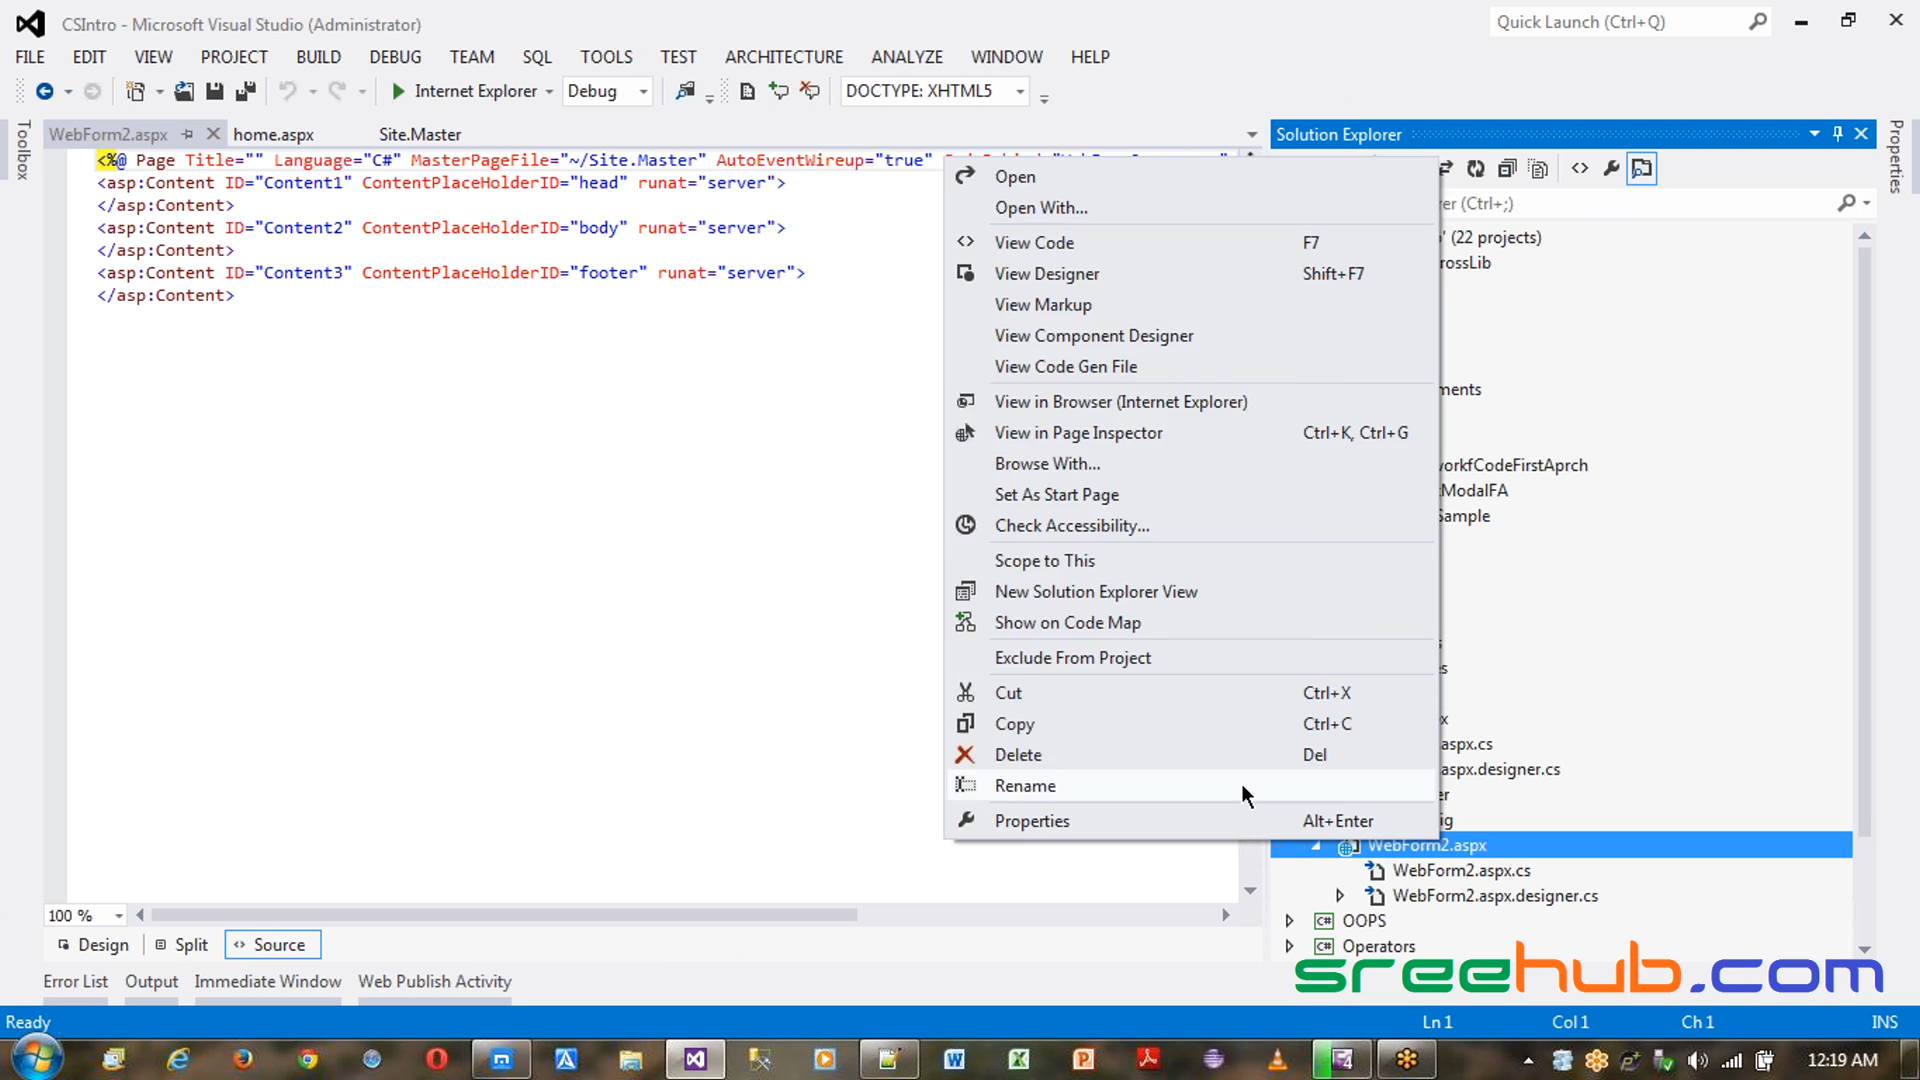 CSIntro - Microsoft Visual Studio (Administrator)
Quick Launch (Ctrl+Q)
FILE EDIT VIEW PROJECT BUILD DEBUG TEAM SQL TOOLS TEST ARCHITECTURE ANALYZE WINDOW HELP
Internet Explorer Debug DOCTYPE: XHTML5
Toolbox
WebForm2.aspx home.aspx Site.Master
<%@ Page Title="" Language="C#" MasterPageFile="~/Site.Master" AutoEventWireup="true"
<asp:Content ID="Content1" ContentPlaceHolderID="head" runat="server">
</asp:Content>
<asp:Content ID="Content2" ContentPlaceHolderID="body" runat="server">
</asp:Content>
<asp:Content ID="Content3" ContentPlaceHolderID="footer" runat="server">
</asp:Content>
Open
Open With...
View Code F7
View Designer Shift+F7
View Markup
View Component Designer
View Code Gen File
View in Browser (Internet Explorer)
View in Page Inspector Ctrl+K, Ctrl+G
Browse With...
Set As Start Page
Check Accessibility...
Scope to This
New Solution Explorer View
Show on Code Map
Exclude From Project
Cut Ctrl+X
Copy Ctrl+C
Delete Del
Rename
Properties Alt+Enter
Solution Explorer
Properties
er (Ctrl+;)
' (22 projects)
rossLib
ments
orkfCodeFirstAprch
ModalFA
Sample
aspx.cs
aspx.designer.cs
er
ig
WebForm2.aspx
WebForm2.aspx.cs
WebForm2.aspx.designer.cs
C# OOPS
C# Operators
100 %
Design Split Source
Error List Output Immediate Window Web Publish Activity
sreehub.com
Ready Ln 1 Col 1 Ch 1 INS
12:19 AM